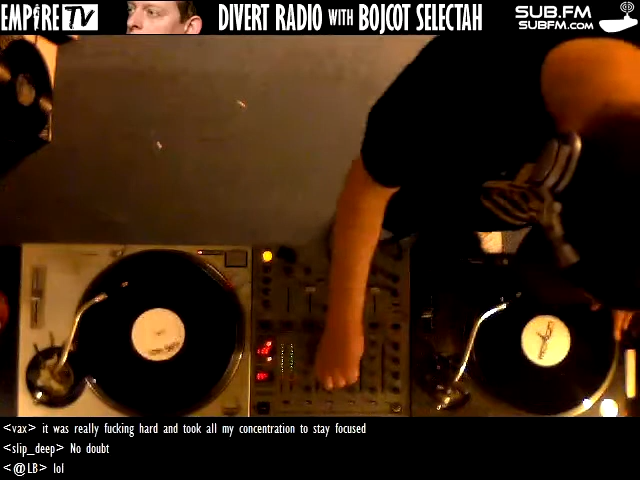 EMPIRE TV
DIVERT RADIO WITH BOJCOT SELECTAH
SUB.FM
SUBFM.COM
<vax> it was really fucking hard and took all my concentration to stay focused
<slip_deep> No doubt
<@LB> lol